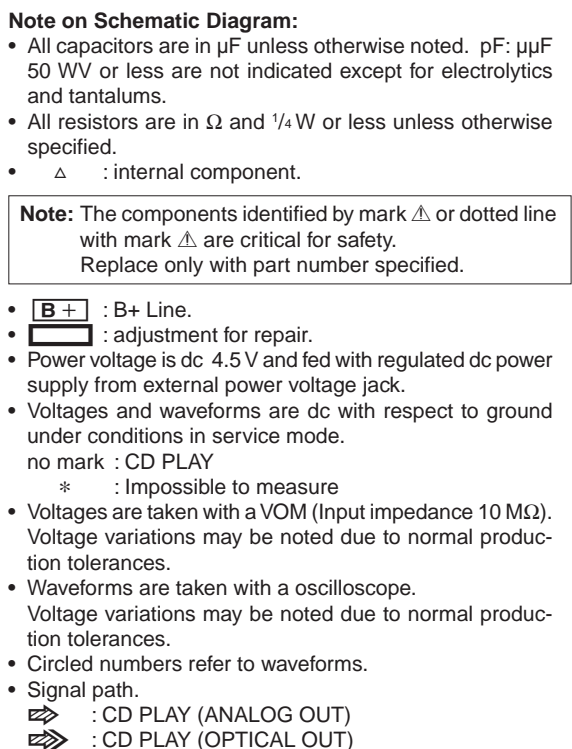 Note on Schematic Diagram:
• All capacitors are in µF unless otherwise noted. pF: µµF
50 WV or less are not indicated except for electrolytics
and tantalums.
• All resistors are in Ω and 1/4 W or less unless otherwise
specified.
• △ : internal component.
Note: The components identified by mark ⚠ or dotted line
with mark ⚠ are critical for safety.
Replace only with part number specified.
• B+ : B+ Line.
• : adjustment for repair.
• Power voltage is dc 4.5 V and fed with regulated dc power
supply from external power voltage jack.
• Voltages and waveforms are dc with respect to ground
under conditions in service mode.
no mark : CD PLAY
∗ : Impossible to measure
• Voltages are taken with a VOM (Input impedance 10 MΩ).
Voltage variations may be noted due to normal produc-
tion tolerances.
• Waveforms are taken with a oscilloscope.
Voltage variations may be noted due to normal produc-
tion tolerances.
• Circled numbers refer to waveforms.
• Signal path.
: CD PLAY (ANALOG OUT)
: CD PLAY (OPTICAL OUT)